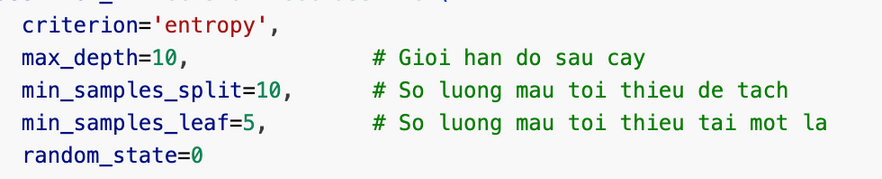 criterion='entropy',
max_depth=10, # Gioi han do sau cay
min_samples_split=10, # So luong mau toi thieu de tach
min_samples_leaf=5, # So luong mau toi thieu tai mot la
random_state=0